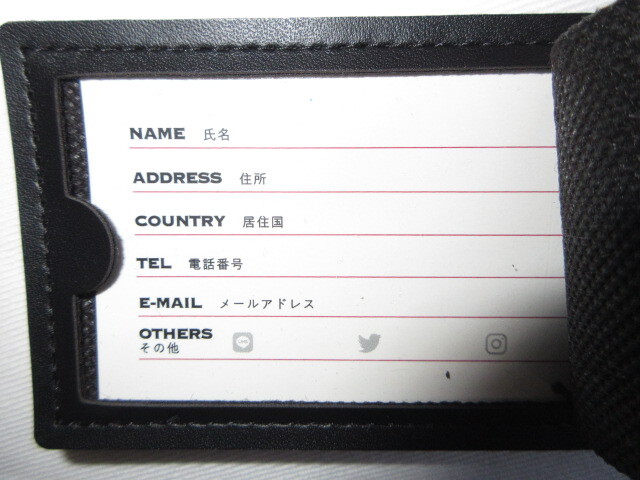 NAME 氏名
ADDRESS 住所
COUNTRY 居住国
TEL 電話番号
E-MAIL メールアドレス
OTHERS
その他
LINE